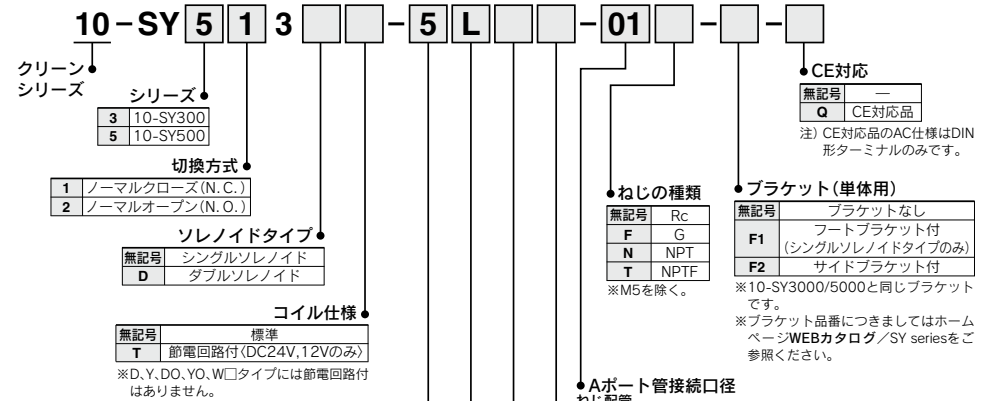 10-SY 5 1 3 □ □ - 5 L □ □ - 01 □ - □ - □
クリーン
シリーズ
シリーズ
3 10-SY300
5 10-SY500
切換方式
1 ノーマルクローズ(N.C.)
2 ノーマルオープン(N.O.)
ソレノイドタイプ
無記号 シングルソレノイド
D ダブルソレノイド
コイル仕様
無記号 標準
T 節電回路付〈DC24V,12Vのみ〉
※D、Y、DO、YO、W□タイプには節電回路付
はありません。
Aポート管接続口径
ねじ配管
ねじの種類
無記号 Rc
F G
N NPT
T NPTF
※M5を除く。
ブラケット(単体用)
無記号 ブラケットなし
F1 フートブラケット付
(シングルソレノイドタイプのみ)
F2 サイドブラケット付
※10-SY3000/5000と同じブラケット
です。
※ブラケット品番につきましてはホーム
ページWEBカタログ/SY seriesをご
参照ください。
CE対応
無記号 —
Q CE対応品
注) CE対応品のAC仕様はDIN
形ターミナルのみです。